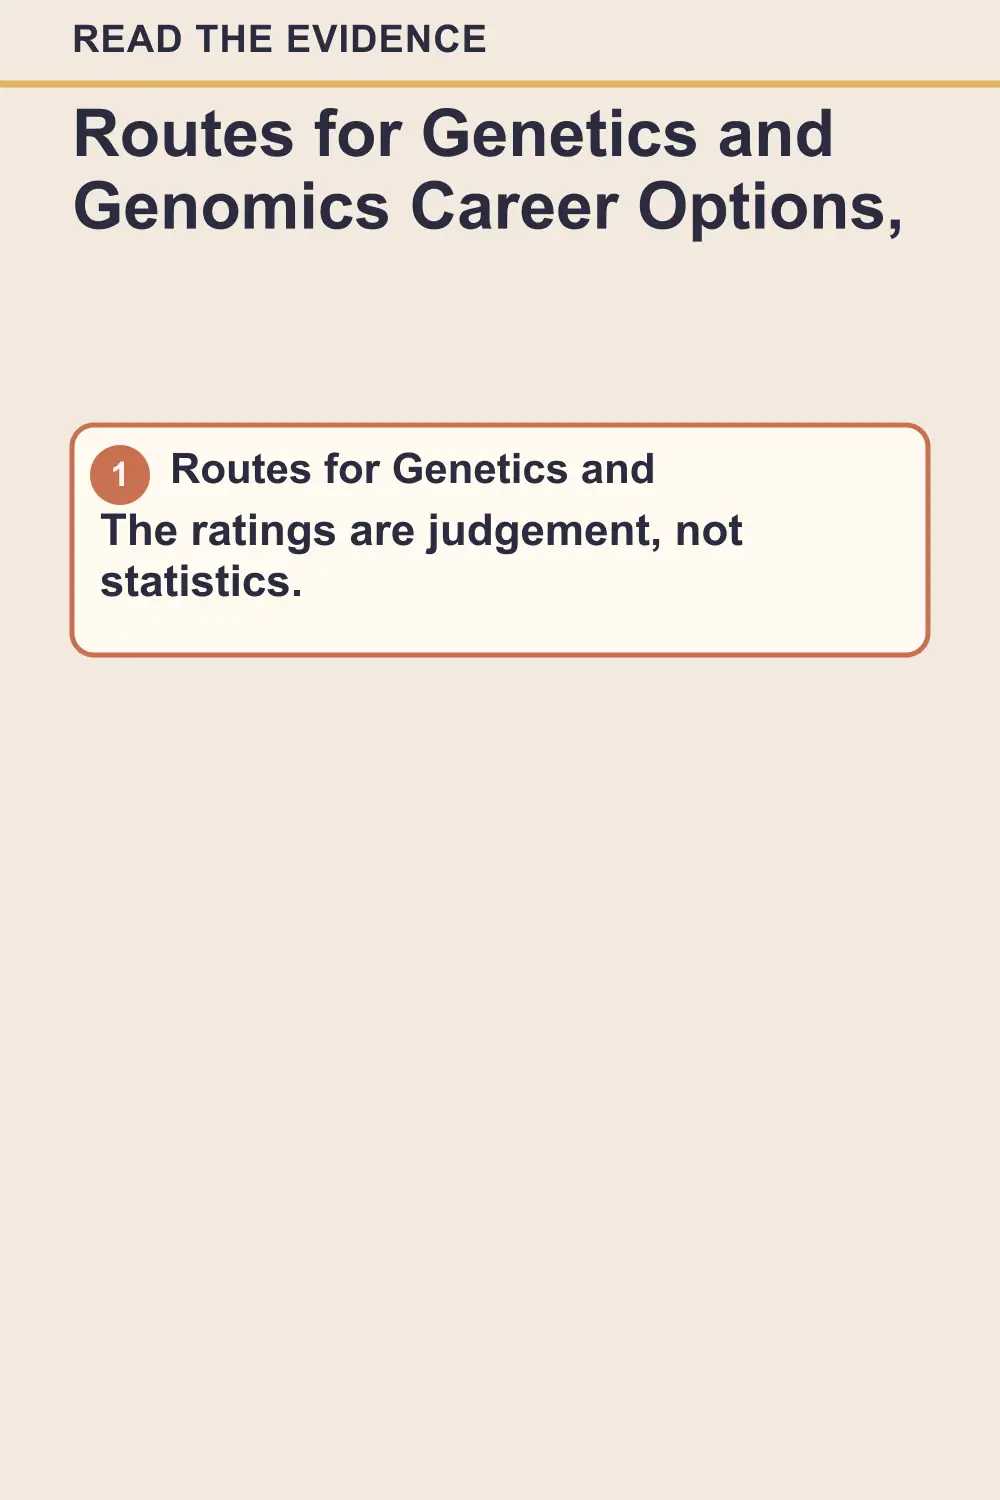 READ THE EVIDENCE
Routes for Genetics and
Genomics Career Options,
1
Routes for Genetics and
The ratings are judgement, not
statistics.